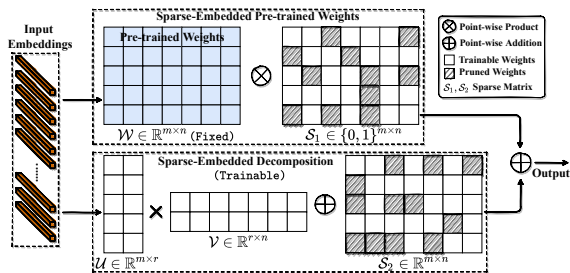 Sparse-Embedded Pre-trained Weights
Input
Embeddings
Pre-trained Weights
𝒲 ∈ ℝ^{m×n} (Fixed)
𝒮₁ ∈ {0, 1}^{m×n}
Point-wise Product
Point-wise Addition
Trainable Weights
Pruned Weights
𝒮₁, 𝒮₂ Sparse Matrix
Sparse-Embedded Decomposition
(Trainable)
𝒰 ∈ ℝ^{m×r}
𝒱 ∈ ℝ^{r×n}
𝒮₂ ∈ ℝ^{m×n}
Output